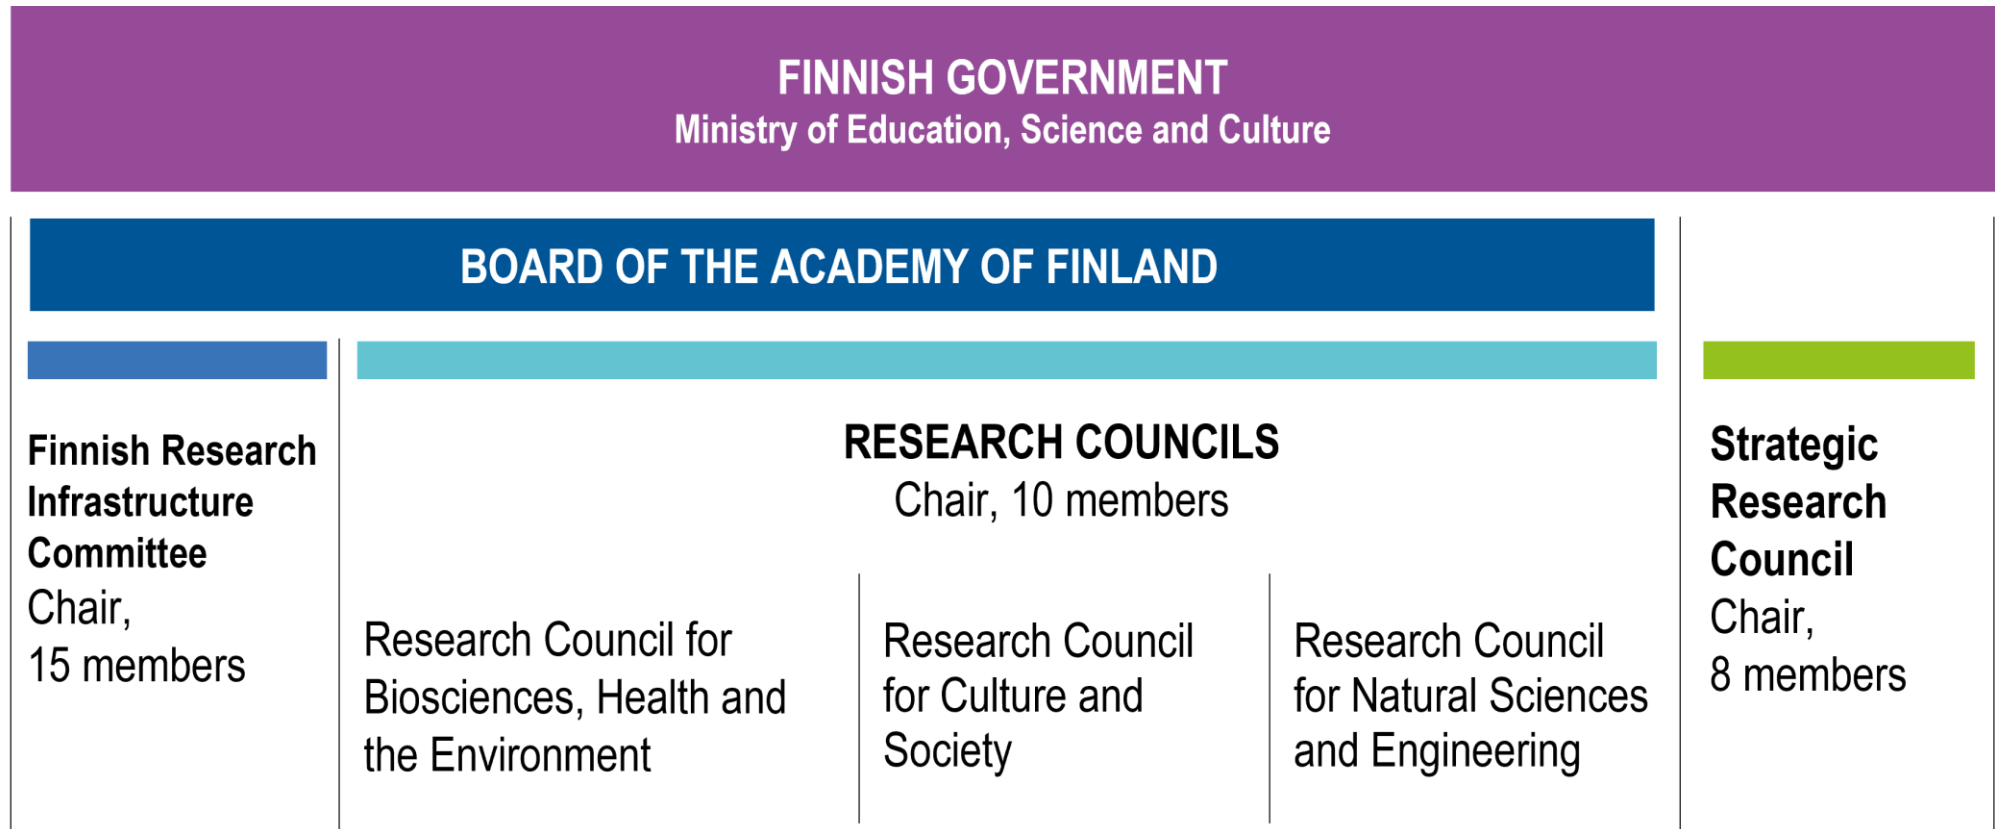 FINNISH GOVERNMENT
Ministry of Education, Science and Culture
BOARD OF THE ACADEMY OF FINLAND
Finnish Research
Infrastructure
Committee
Chair,
15 members
RESEARCH COUNCILS
Chair, 10 members
Research Council for
Biosciences, Health and
the Environment
Research Council
for Culture and
Society
Research Council
for Natural Sciences
and Engineering
Strategic
Research
Council
Chair,
8 members